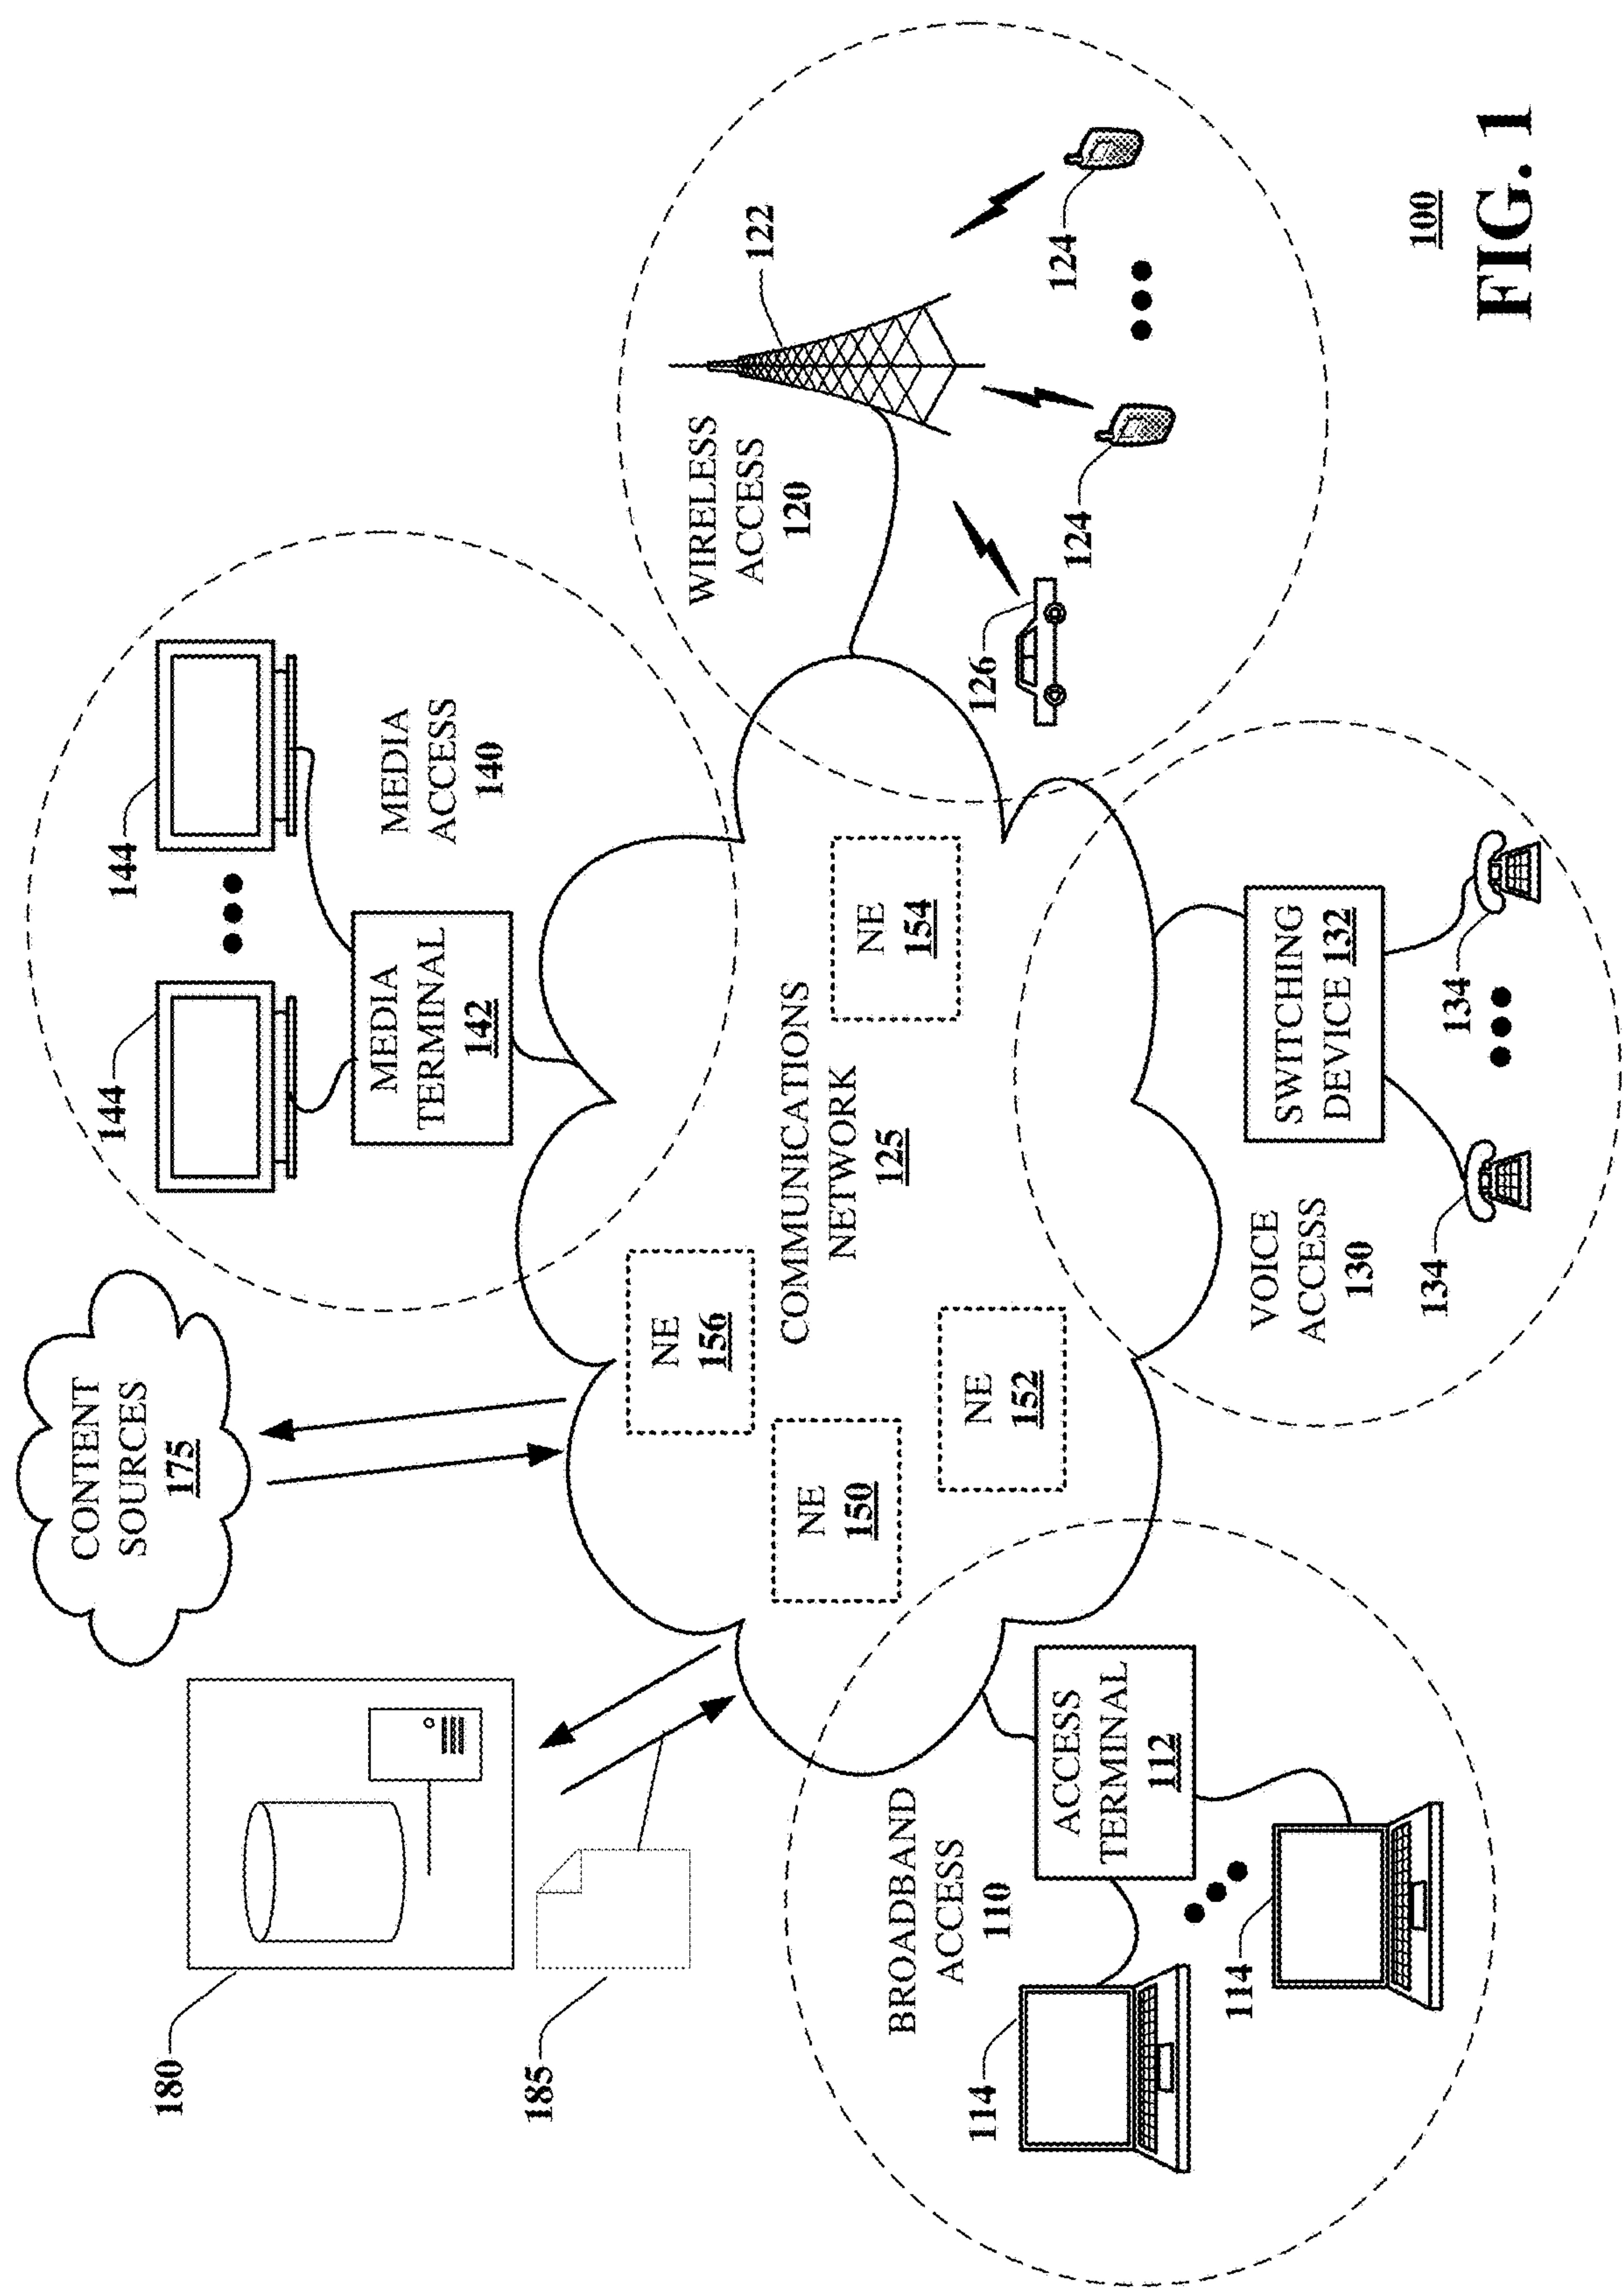 180
185
CONTENT
SOURCES
175
144
144
MEDIA
TERMINAL
142
MEDIA
ACCESS
140
NE
156
NE
150
NE
152
NE
154
COMMUNICATIONS
NETWORK
125
WIRELESS
ACCESS
120
122
124
124
126
BROADBAND
ACCESS
110
ACCESS
TERMINAL
112
114
114
VOICE
ACCESS
130
SWITCHING
DEVICE 132
134
134
100
FIG. 1